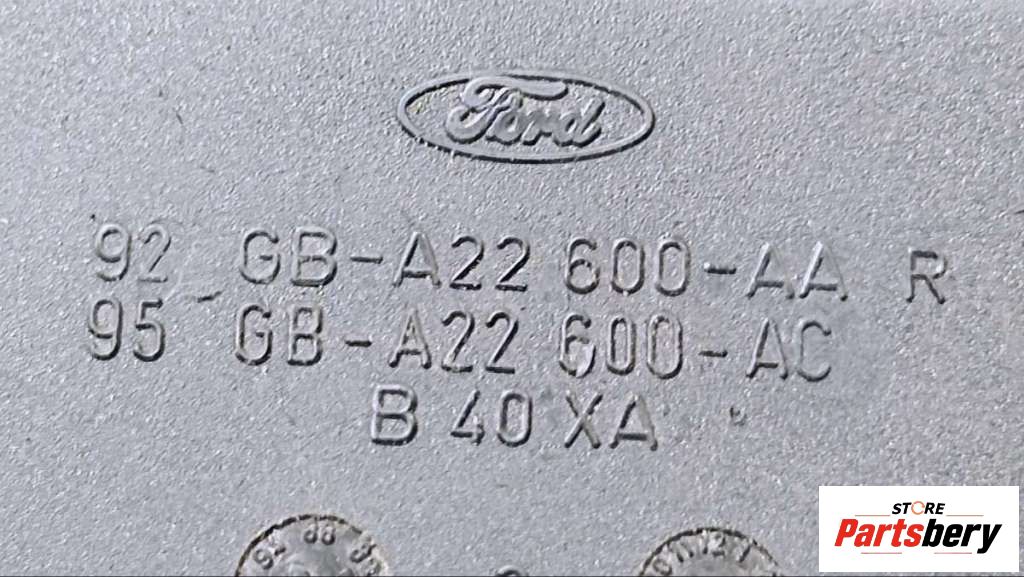 Ford
92 GB-A22 600-AA R
95 GB-A22 600-AC
B 40 XA
STORE
Partsbery